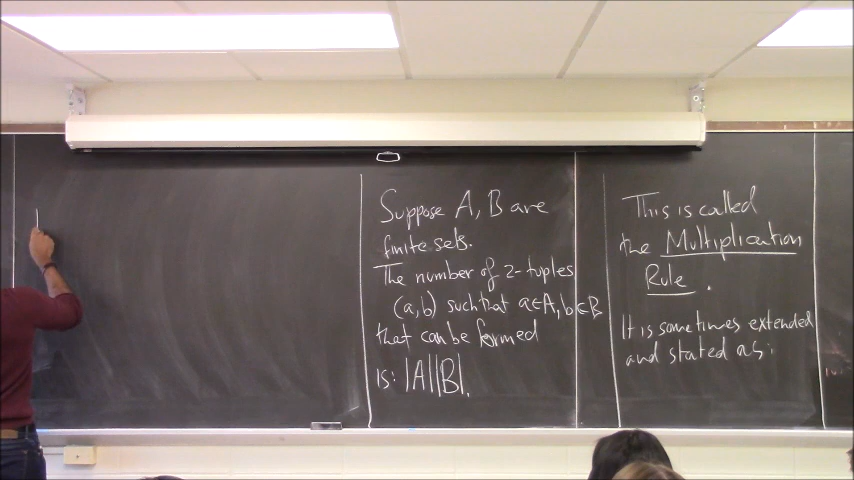 Suppose A, B are
finite sets.
The number of 2-tuples
(a, b) such that a∈A, b∈B
that can be formed
is: |A||B|.
This is called
the Multiplication
Rule.
It is sometimes extended
and stated as: